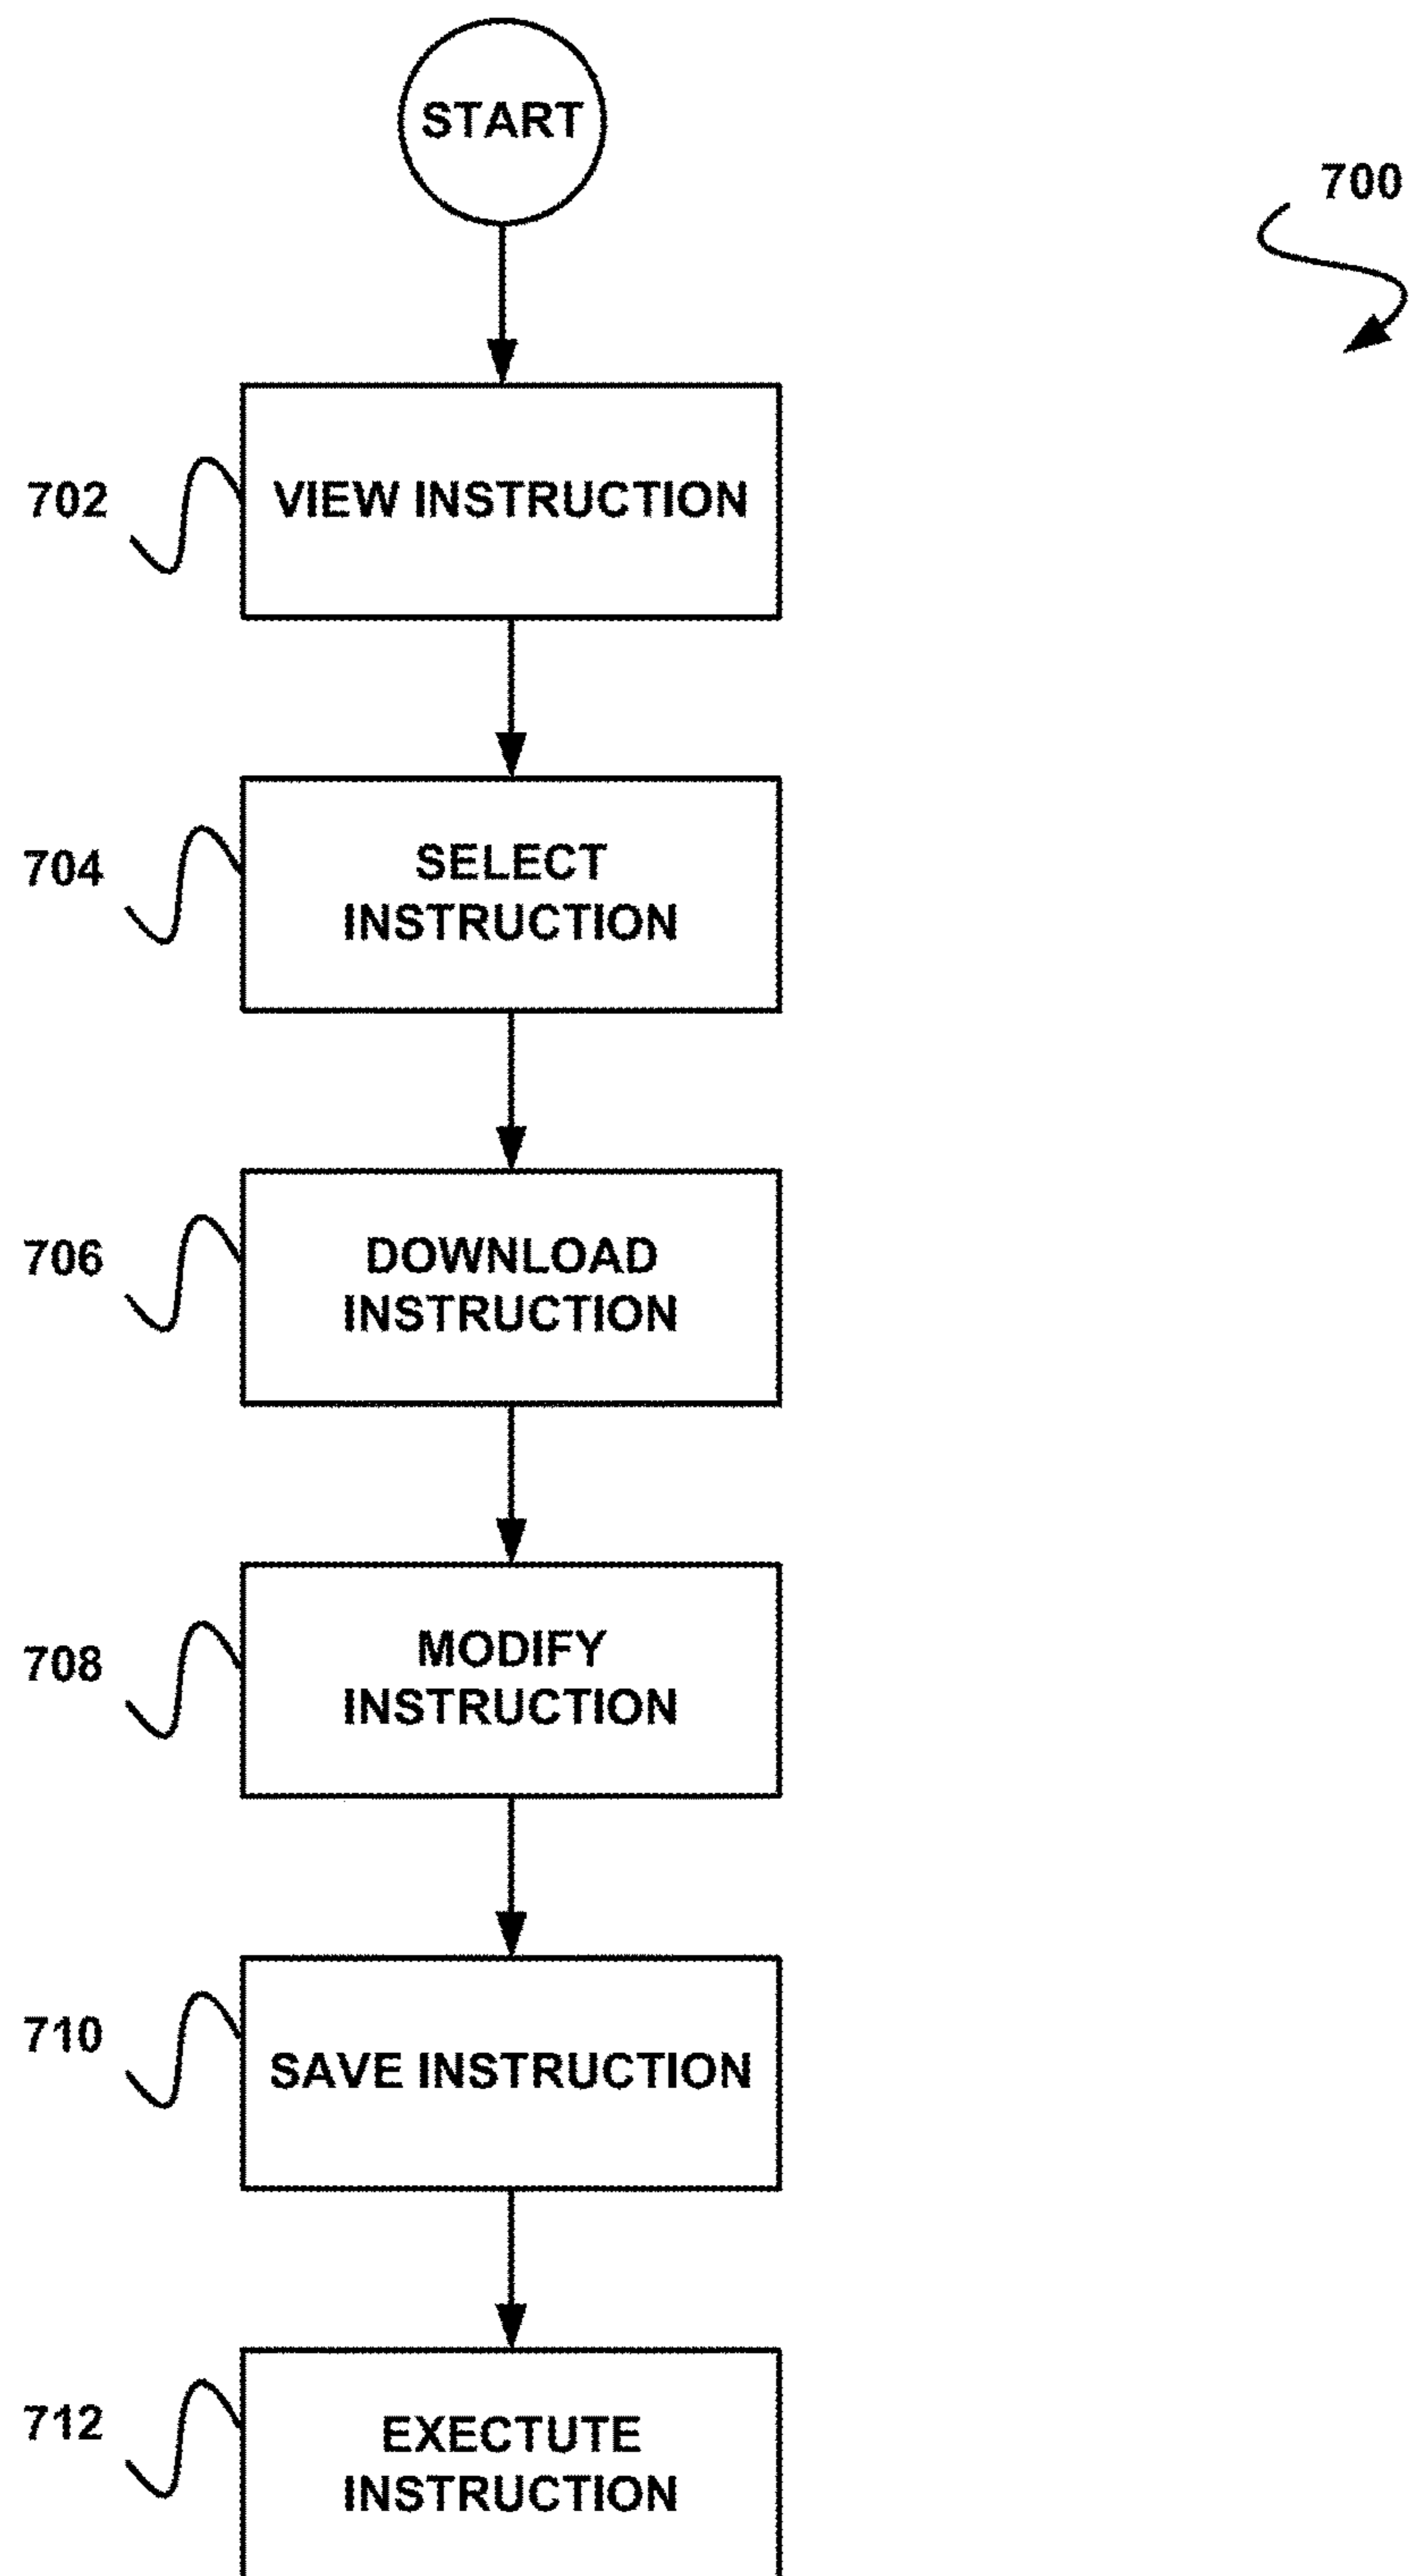 START
700
702
VIEW INSTRUCTION
704
SELECT
INSTRUCTION
706
DOWNLOAD
INSTRUCTION
708
MODIFY
INSTRUCTION
710
SAVE INSTRUCTION
712
EXECTUTE
INSTRUCTION